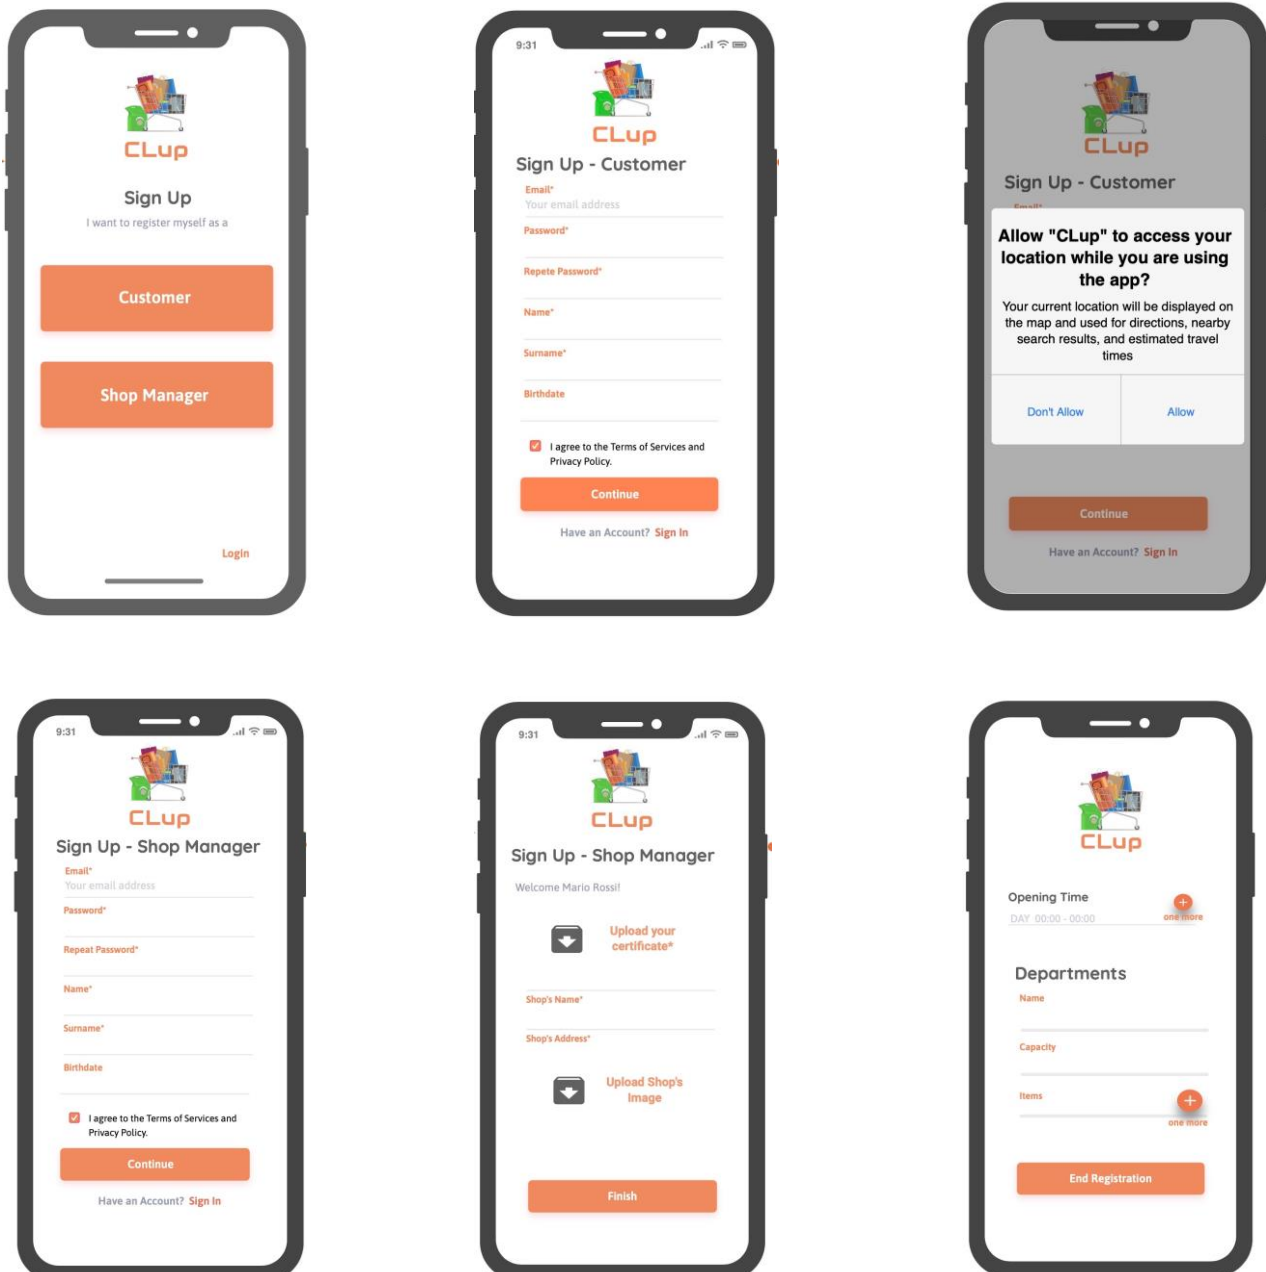 CLup
Sign Up
I want to register myself as a
Customer
Shop Manager
Login
9:31
CLup
Sign Up - Customer
Email*
Your email address
Password*
Repete Password*
Name*
Surname*
Birthdate
I agree to the Terms of Services and
Privacy Policy.
Continue
Have an Account? Sign In
CLup
Sign Up - Customer
Email*
Allow "CLup" to access your
location while you are using
the app?
Your current location will be displayed on
the map and used for directions, nearby
search results, and estimated travel
times
Don't Allow
Allow
Continue
Have an Account? Sign In
9:31
CLup
Sign Up - Shop Manager
Email*
Your email address
Password*
Repeat Password*
Name*
Surname*
Birthdate
I agree to the Terms of Services and
Privacy Policy.
Continue
Have an Account? Sign In
9:31
CLup
Sign Up - Shop Manager
Welcome Mario Rossi!
Upload your
certificate*
Shop's Name*
Shop's Address*
Upload Shop's
Image
Finish
CLup
Opening Time
DAY 00:00 - 00:00
one more
Departments
Name
Capacity
Items
one more
End Registration